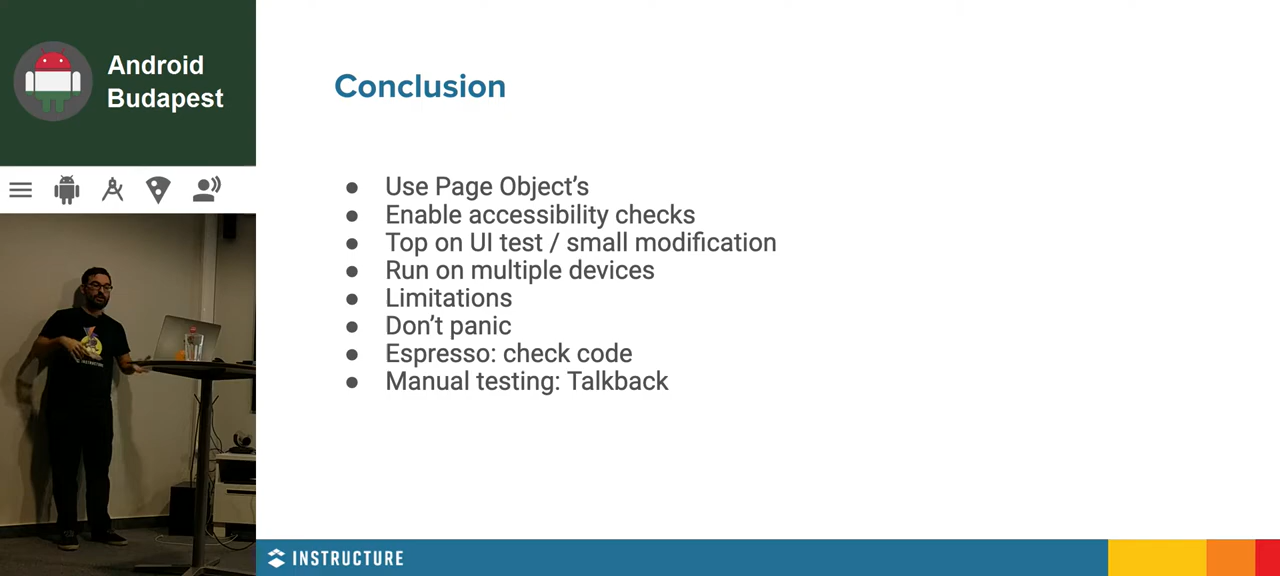 Android
Budapest
Conclusion
● Use Page Object's
● Enable accessibility checks
● Top on UI test / small modification
● Run on multiple devices
● Limitations
● Don't panic
● Espresso: check code
● Manual testing: Talkback
INSTRUCTURE
INSTRUCTURE